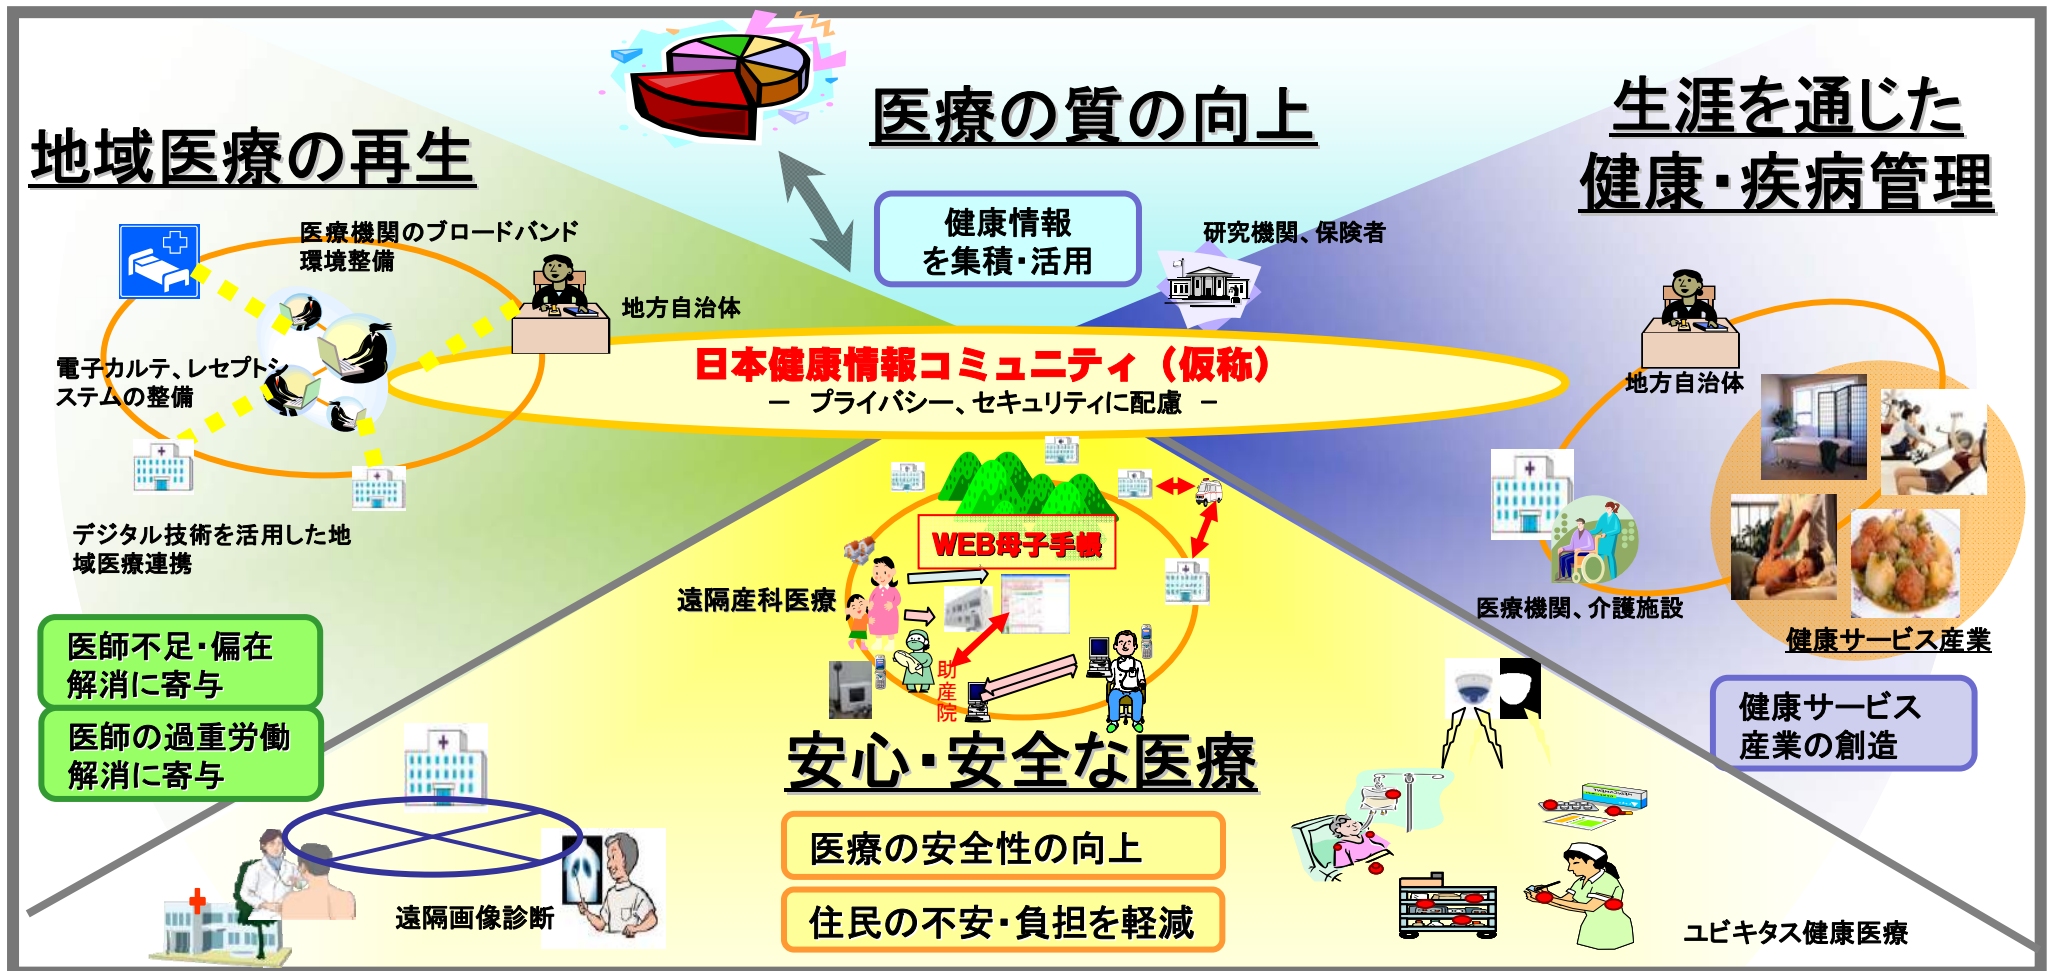 医療の質の向上
健康情報
を集積・活用
研究機関、保険者
地域医療の再生
医療機関のブロードバンド
環境整備
地方自治体
電子カルテ、レセプトシ
ステムの整備
デジタル技術を活用した地
域医療連携
医師不足・偏在
解消に寄与
医師の過重労働
解消に寄与
生涯を通じた
健康・疾病管理
地方自治体
医療機関、介護施設
健康サービス産業
健康サービス
産業の創造
日本健康情報コミュニティ（仮称）
－ プライバシー、セキュリティに配慮 －
WEB母子手帳
遠隔産科医療
助産院
安心・安全な医療
医療の安全性の向上
住民の不安・負担を軽減
遠隔画像診断
ユビキタス健康医療